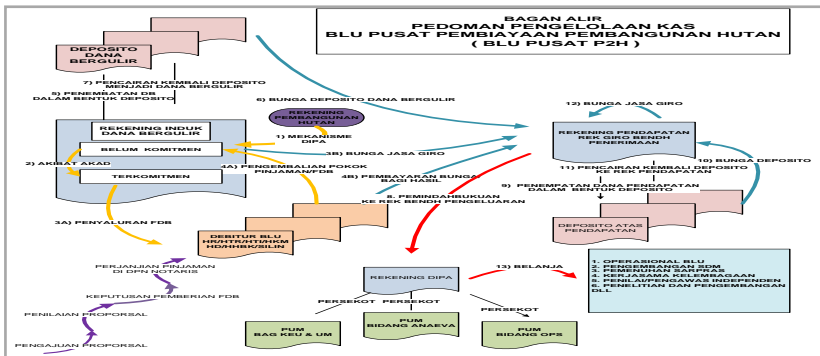 BAGAN ALIR
PEDOMAN PENGELOLAAN KAS
BLU PUSAT PEMBIAYAAN PEMBANGUNAN HUTAN
( BLU PUSAT P2H )
DEPOSITO
DANA
BERGULIR
7) PENCAIRAN KEMBALI DEPOSITO
MENJADI DANA BERGULIR
5) PENEMBATAN DB
DALAM BENTUK DEPOSITO
6) BUNGA DEPOSITO DANA BERGULIR
12) BUNGA JASA GIRO
REKENING
PEMBANGUNAN
HUTAN
REKENING INDUK
DANA BERGULIR
BELUM KOMITMEN
TERKOMITMEN
1) MEKANISME
DIPA
2) AKIBAT AKAD
3B) BUNGA JASA GIRO
4A) PENGEMBALIAN POKOK
PINJAMAN/FDB
4B) PEMBAYARAN BUNGA/
BAGI HASIL
REKENING PENDAPATAN
REK GIRO BENDH
PENERIMAAN
10) BUNGA DEPOSITO
11) PENCAIRAN KEMBALI DEPOSITO
KE REK PENDAPATAN
9) PENEMPATAN DANA PENDAPATAN
DALAM BENTUK DEPOSITO
8. PEMINDAHBUKUAN
KE REK BENDH PENGELUARAN
3A) PENYALURAN FDB
DEBITUR BLU
HR/HTR/HTI/HKM
HD/HHBK/SILIN
DEPOSITO ATAS
PENDAPATAN
PERJANJIAN PINJAMAN
DI DPN NOTARIS
KEPUTUSAN PEMBERIAN FDB
PENILAIAN PROPORSAL
PENGAJUAN PROPORSAL
REKENING DIPA
13) BELANJA
1. OPERASIONAL BLU
2. PENGEMBANGAN SDM
3. PEMENUHAN SARPRAS
4. KERJASAMA KELEMBAGAAN
5. PENILAI/PENGAWAS INDEPENDEN
6. PENELITIAN DAN PENGEMBANGAN
DLL
PERSEKOT
PERSEKOT
PERSEKOT
PUM
BAG KEU & UM
PUM
BIDANG ANAEVA
PUM
BIDANG OPS